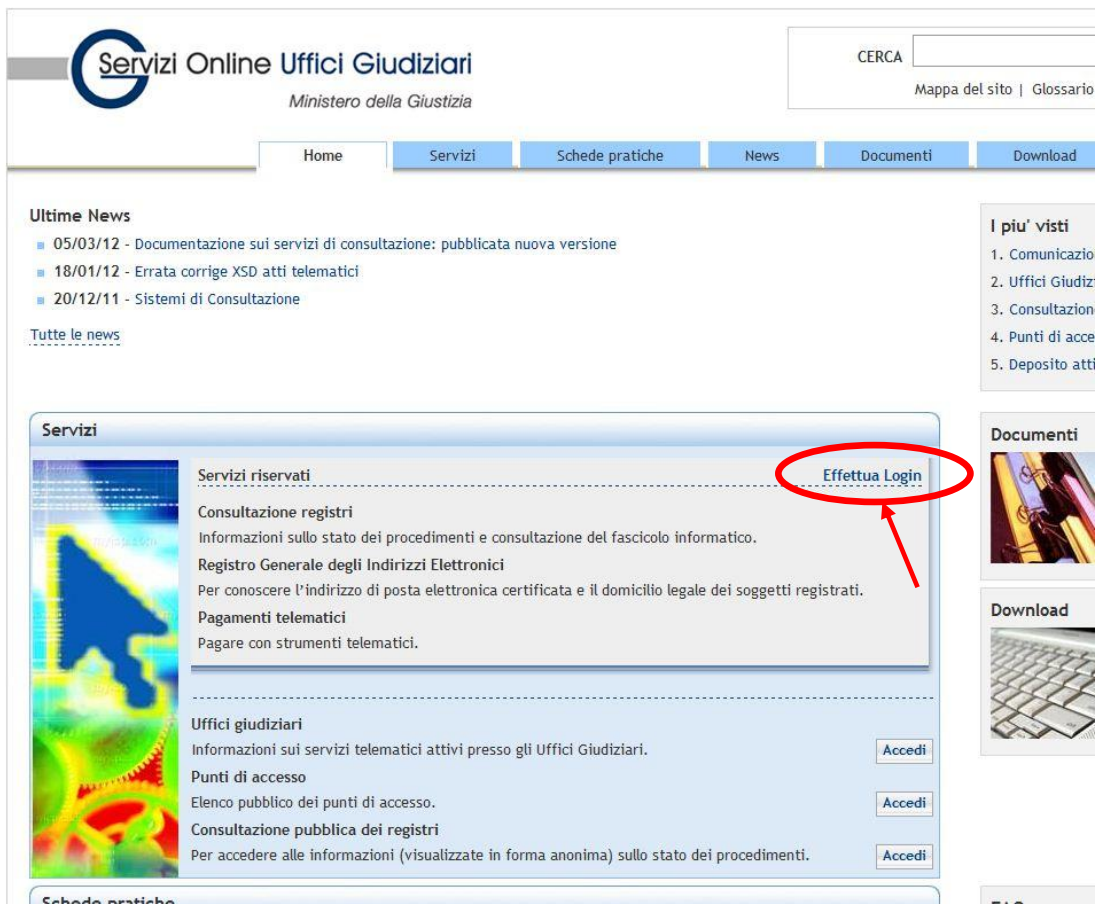 Servizi Online Uffici Giudiziari
Ministero della Giustizia
CERCA
Mappa del sito | Glossario
Home Servizi Schede pratiche News Documenti Download
Ultime News
05/03/12 - Documentazione sui servizi di consultazione: pubblicata nuova versione
18/01/12 - Errata corrige XSD atti telematici
20/12/11 - Sistemi di Consultazione
Tutte le news
I piu' visti
1. Comunicazio
2. Uffici Giudiz
3. Consultazion
4. Punti di acce
5. Deposito atti
Servizi
Servizi riservati Effettua Login
Consultazione registri
Informazioni sullo stato dei procedimenti e consultazione del fascicolo informatico.
Registro Generale degli Indirizzi Elettronici
Per conoscere l'indirizzo di posta elettronica certificata e il domicilio legale dei soggetti registrati.
Pagamenti telematici
Pagare con strumenti telematici.
Uffici giudiziari
Informazioni sui servizi telematici attivi presso gli Uffici Giudiziari. Accedi
Punti di accesso
Elenco pubblico dei punti di accesso. Accedi
Consultazione pubblica dei registri
Per accedere alle informazioni (visualizzate in forma anonima) sullo stato dei procedimenti. Accedi
Documenti
Download
Schede pratiche